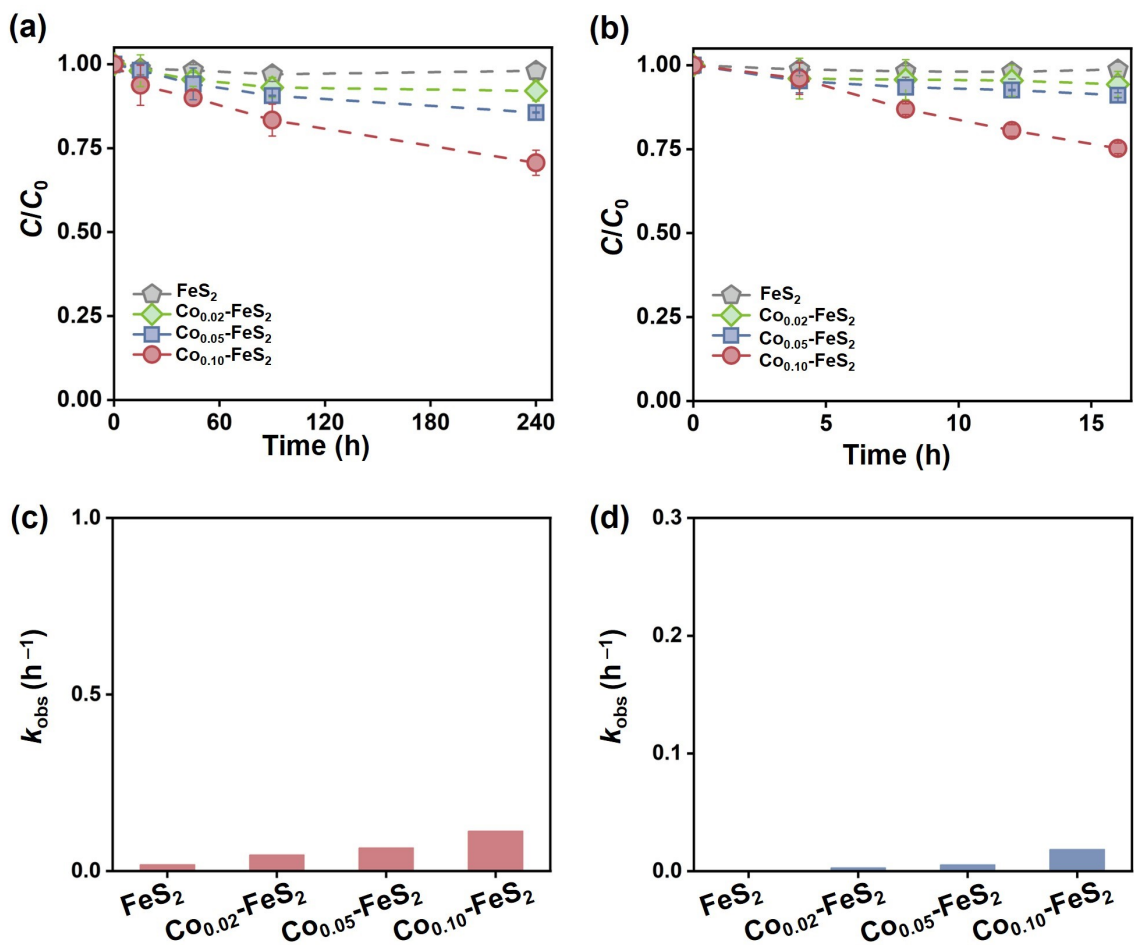 (a)
C/C₀
1.00
0.75
0.50
0.25
0.00
FeS₂
Co₀.₀₂-FeS₂
Co₀.₀₅-FeS₂
Co₀.₁₀-FeS₂
0 60 120 180 240
Time (h)
(b)
C/C₀
1.00
0.75
0.50
0.25
0.00
FeS₂
Co₀.₀₂-FeS₂
Co₀.₀₅-FeS₂
Co₀.₁₀-FeS₂
0 5 10 15
Time (h)
(c)
k_obs (h⁻¹)
1.0
0.5
0.0
FeS₂ Co₀.₀₂-FeS₂ Co₀.₀₅-FeS₂ Co₀.₁₀-FeS₂
(d)
k_obs (h⁻¹)
0.3
0.2
0.1
0.0
FeS₂ Co₀.₀₂-FeS₂ Co₀.₀₅-FeS₂ Co₀.₁₀-FeS₂